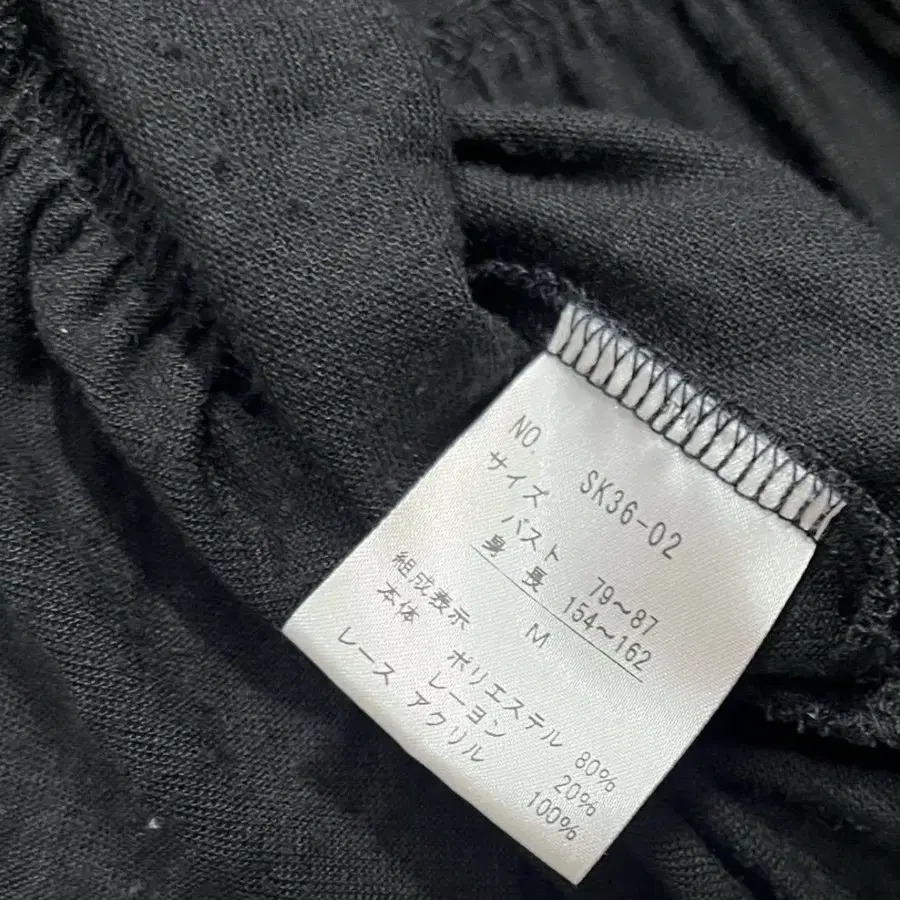 NO. SK36-02
サイズ
バスト 79〜87
身長 154〜162
M
組成表示
本体 ポリエステル 80%
レーヨン 20%
レース アクリル 100%